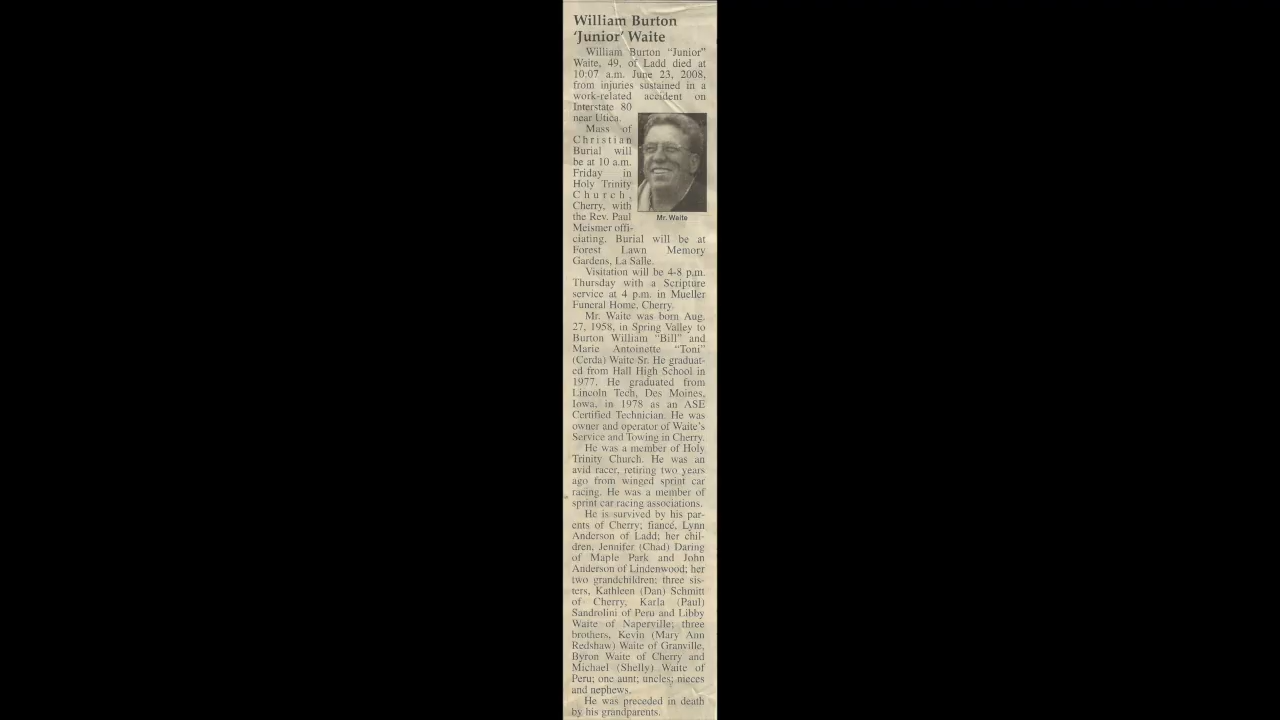 William Burton
'Junior' Waite
William Burton “Junior”
Waite, 49, of Ladd died at
10:07 a.m. June 23, 2008,
from injuries sustained in a
work-related accident on
Interstate 80
near Utica.
Mass of
Christian
Burial will
be at 10 a.m.
Friday in
Holy Trinity
Church,
Cherry, with
the Rev. Paul
Meismer offi-
Mr. Waite
ciating. Burial will be at
Forest Lawn Memory
Gardens, La Salle.
Visitation will be 4-8 p.m.
Thursday with a Scripture
service at 4 p.m. in Mueller
Funeral Home, Cherry.
Mr. Waite was born Aug.
27, 1958, in Spring Valley to
Burton William “Bill” and
Marie Antoinette “Toni”
(Cerda) Waite Sr. He graduat-
ed from Hall High School in
1977. He graduated from
Lincoln Tech, Des Moines,
Iowa, in 1978 as an ASE
Certified Technician. He was
owner and operator of Waite's
Service and Towing in Cherry.
He was a member of Holy
Trinity Church. He was an
avid racer, retiring two years
ago from winged sprint car
racing. He was a member of
sprint car racing associations.
He is survived by his par-
ents of Cherry; fiancé, Lynn
Anderson of Ladd; her chil-
dren, Jennifer (Chad) Daring
of Maple Park and John
Anderson of Lindenwood; her
two grandchildren; three sis-
ters, Kathleen (Dan) Schmitt
of Cherry, Karla (Paul)
Sandrolini of Peru and Libby
Waite of Naperville; three
brothers, Kevin (Mary Ann
Redshaw) Waite of Granville,
Byron Waite of Cherry and
Michael (Shelly) Waite of
Peru; one aunt; uncles; nieces
and nephews.
He was preceded in death
by his grandparents.